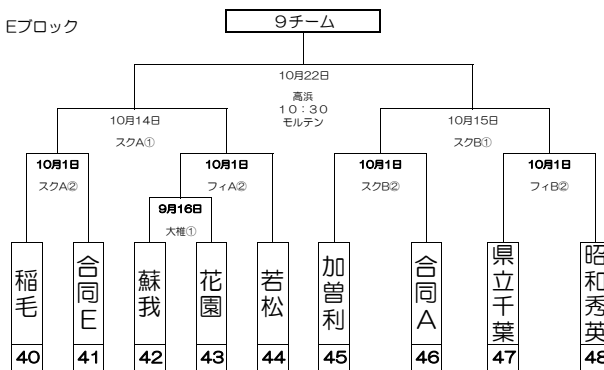 Eブロック
9チーム
10月22日
高浜
10:30
モルテン
10月14日
スクA①
10月15日
スクB①
10月1日
スクA②
10月1日
フィA②
10月1日
スクB②
10月1日
フィB②
9月16日
大椎①
稲毛
合同E
蘇我
花園
若松
加曽利
合同A
県立千葉
昭和秀英
40
41
42
43
44
45
46
47
48